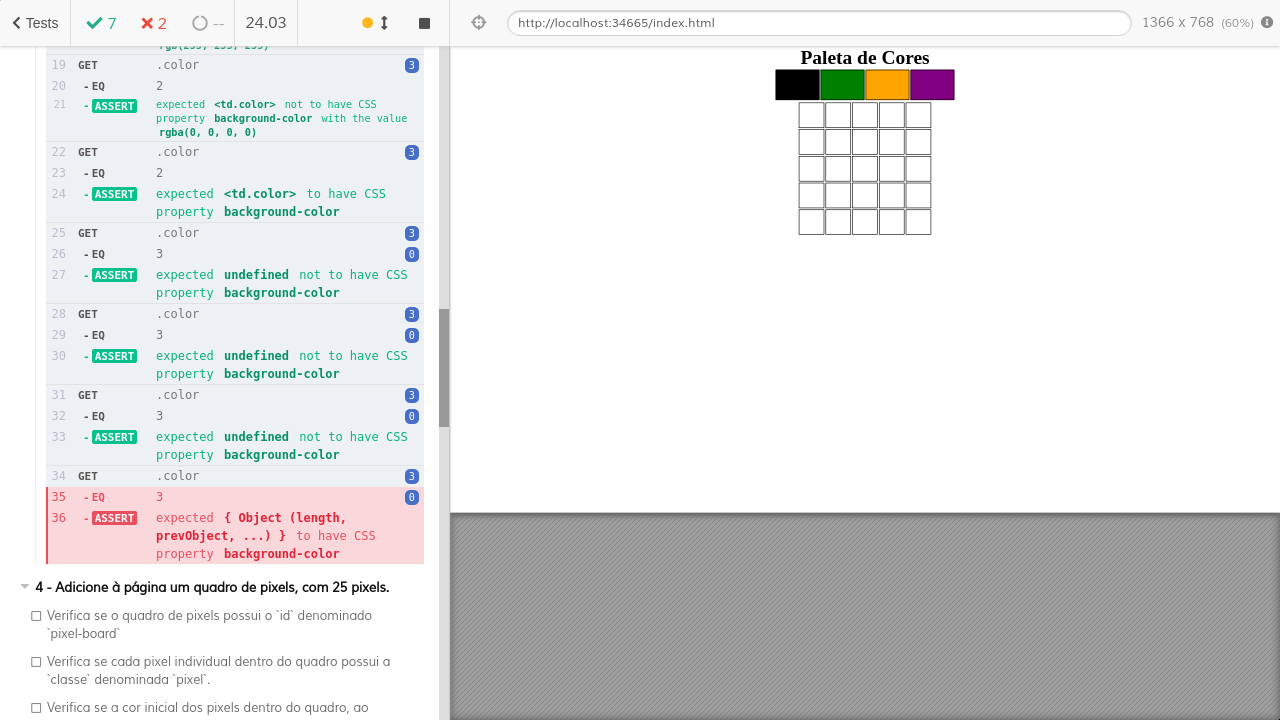 Tests 7 2 -- 24.03 http://localhost:34665/index.html 1366 x 768 (60%)
19 GET .color 3
20 - EQ 2
21 - ASSERT expected <td.color> not to have CSS
property background-color with the value
rgba(0, 0, 0, 0)
22 GET .color 3
23 - EQ 2
24 - ASSERT expected <td.color> to have CSS
property background-color
25 GET .color 3
26 - EQ 3 0
27 - ASSERT expected undefined not to have CSS
property background-color
28 GET .color 3
29 - EQ 3 0
30 - ASSERT expected undefined not to have CSS
property background-color
31 GET .color 3
32 - EQ 3 0
33 - ASSERT expected undefined not to have CSS
property background-color
34 GET .color 3
35 - EQ 3 0
36 - ASSERT expected { Object (length,
prevObject, ...) } to have CSS
property background-color
4 - Adicione à página um quadro de pixels, com 25 pixels.
Verifica se o quadro de pixels possui o `id` denominado
`pixel-board`
Verifica se cada pixel individual dentro do quadro possui a
`classe` denominada `pixel`.
Verifica se a cor inicial dos pixels dentro do quadro, ao
Paleta de Cores